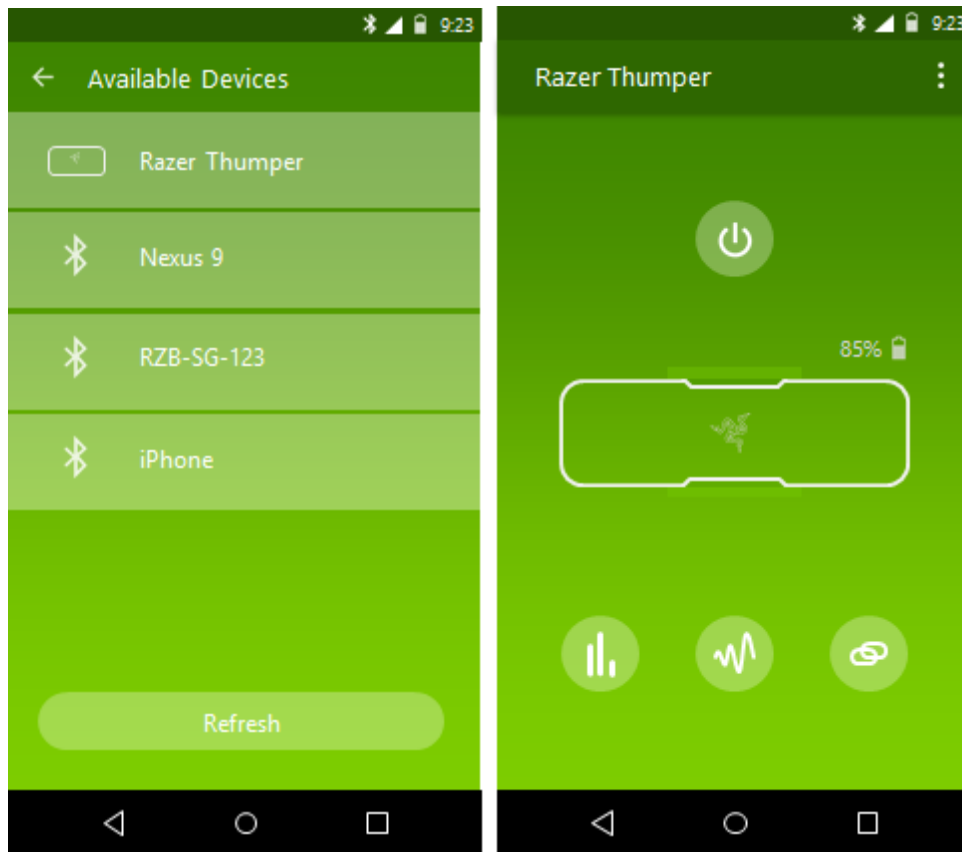 9:23
Available Devices
Razer Thumper
Nexus 9
RZB-SG-123
iPhone
Refresh
9:23
Razer Thumper
85%